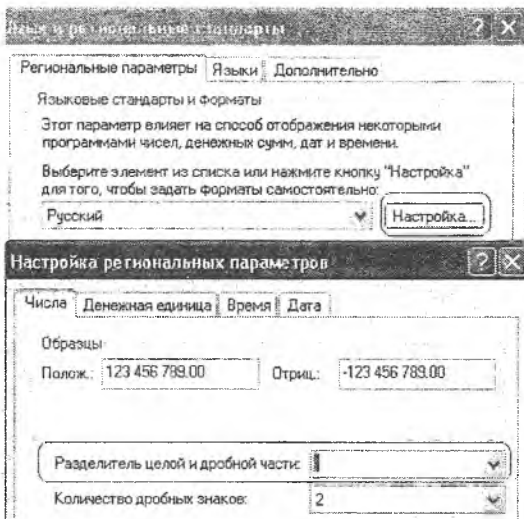 Язык и региональные стандарты
Региональные параметры Языки Дополнительно
Языковые стандарты и форматы
Этот параметр влияет на способ отображения некоторыми
программами чисел, денежных сумм, дат и времени.
Выберите элемент из списка или нажмите кнопку "Настройка"
для того, чтобы задать форматы самостоятельно:
Русский Настройка...
Настройка региональных параметров
Числа Денежная единица Время Дата
Образцы
Полож.: 123 456 789.00 Отриц.: -123 456 789.00
Разделитель целой и дробной части:
Количество дробных знаков: 2